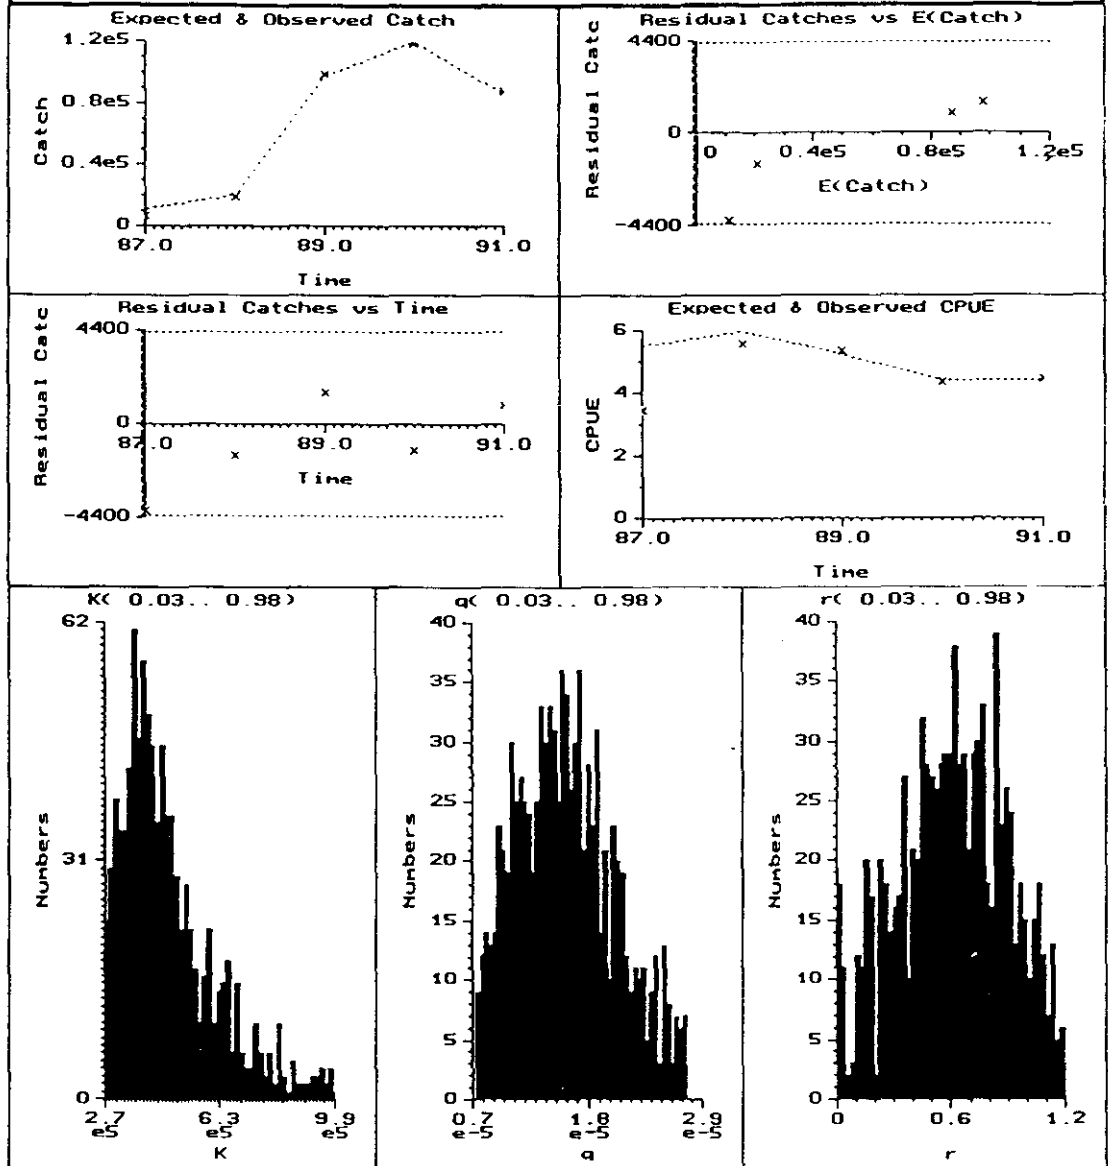 Expected & Observed Catch
1.2e5
0.8e5
0.4e5
0
Catch
87.0
89.0
91.0
Time
Residual Catches vs E(Catch)
4400
0
-4400
Residual Catc
0
0.4e5
0.8e5
1.2e5
E(Catch)
Residual Catches vs Time
4400
0
-4400
Residual Catc
87.0
89.0
91.0
Time
Expected & Observed CPUE
6
4
2
0
CPUE
87.0
89.0
91.0
Time
K( 0.03.. 0.98)
62
31
0
Numbers
2.7
6.3
9.9
e5
e5
e5
K
q( 0.03.. 0.98)
40
35
30
25
20
15
10
5
0
Numbers
0.7
1.8
2.9
e-5
e-5
e-5
q
r( 0.03.. 0.98)
40
35
30
25
20
15
10
5
0
Numbers
0
0.6
1.2
r